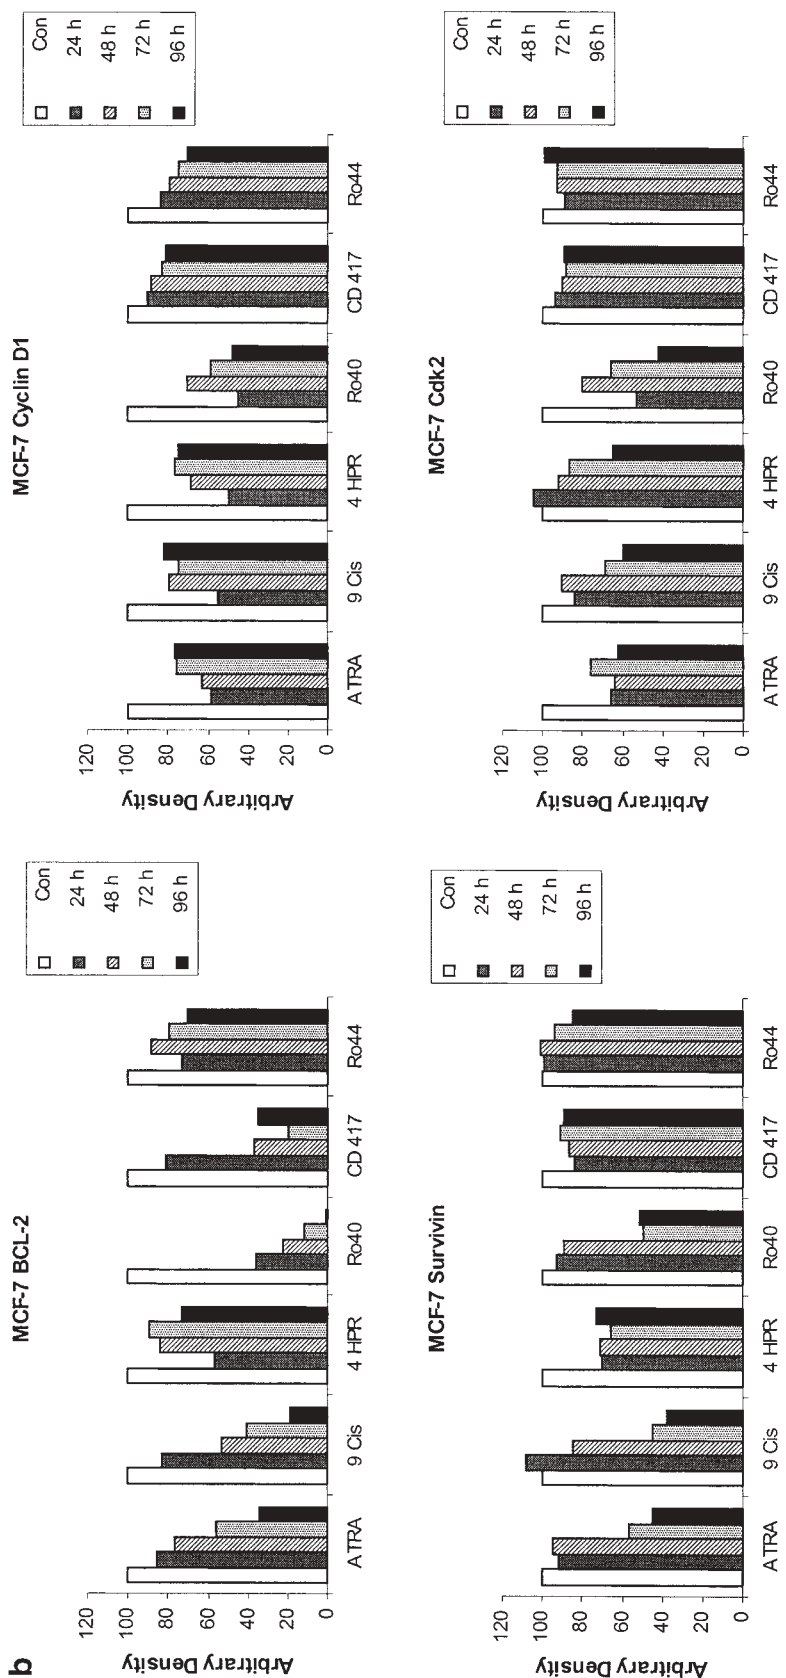 b
MCF-7 BCL-2
Arbitrary Density
120
100
80
60
40
20
0
ATRA
9 Cis
4 HPR
Ro40
CD 417
Ro44
Con
24 h
48 h
72 h
96 h
MCF-7 Cyclin D1
Arbitrary Density
120
100
80
60
40
20
0
ATRA
9 Cis
4 HPR
Ro40
CD 417
Ro44
Con
24 h
48 h
72 h
96 h
MCF-7 Survivin
Arbitrary Density
120
100
80
60
40
20
0
ATRA
9 Cis
4 HPR
Ro40
CD 417
Ro44
Con
24 h
48 h
72 h
96 h
MCF-7 Cdk2
Arbitrary Density
120
100
80
60
40
20
0
ATRA
9 Cis
4 HPR
Ro40
CD 417
Ro44
Con
24 h
48 h
72 h
96 h